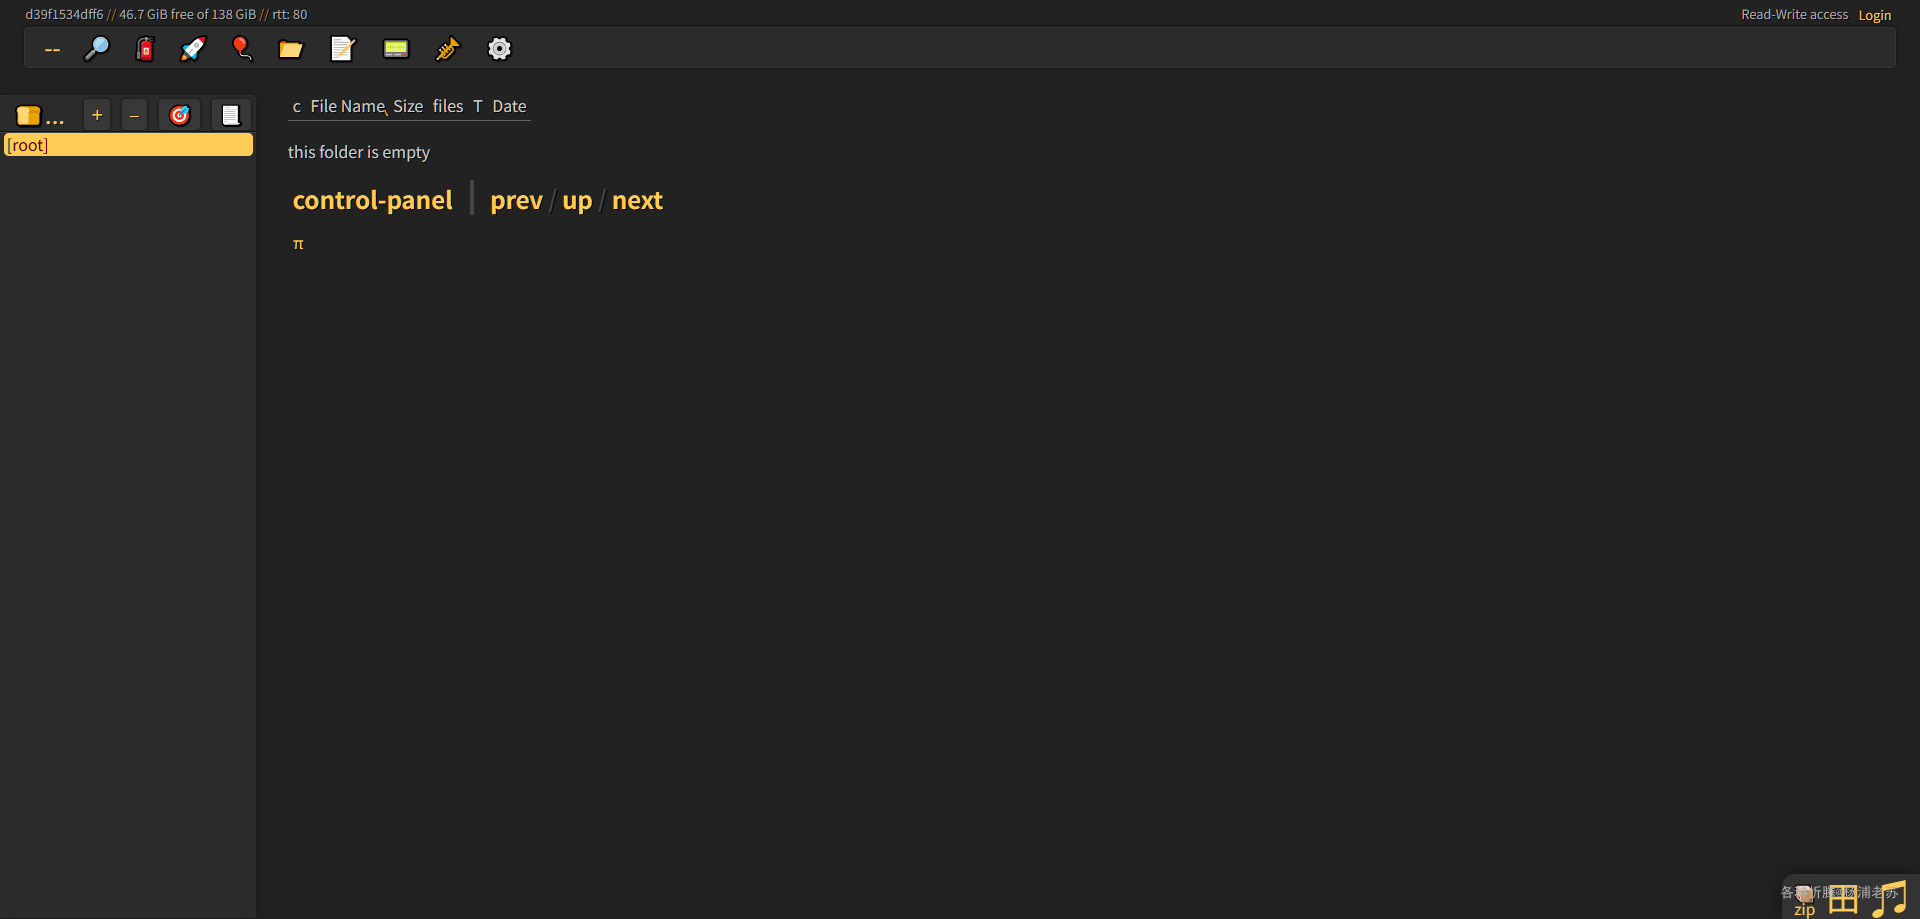 d39f1534dff6 // 46.7 GiB free of 138 GiB // rtt: 80
Read-Write access Login
--
... + −
[root]
c File Name Size files T Date
this folder is empty
control-panel prev / up / next
π
zip 田